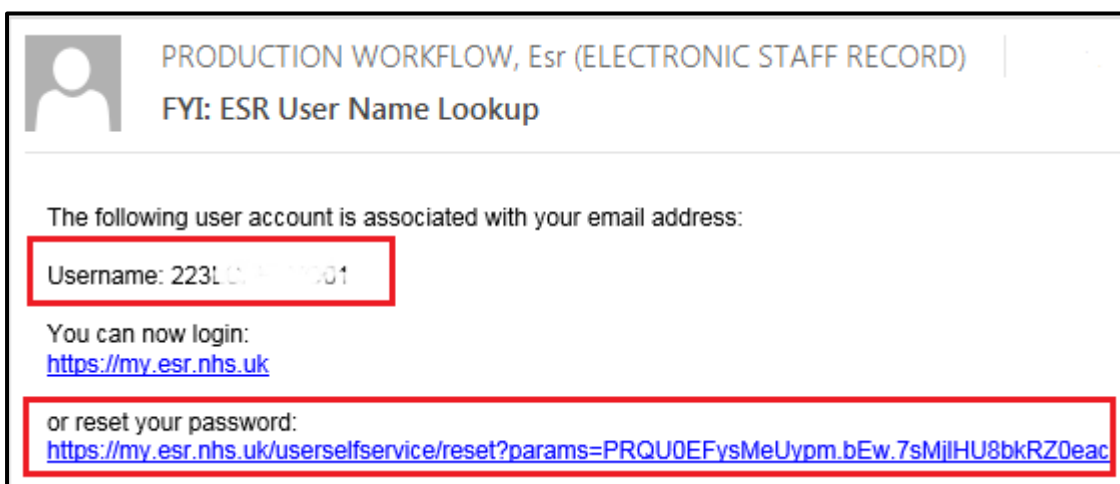 PRODUCTION WORKFLOW, Esr (ELECTRONIC STAFF RECORD)
FYI: ESR User Name Lookup
The following user account is associated with your email address:
Username:
You can now login:
https://my.esr.nhs.uk
or reset your password:
https://my.esr.nhs.uk/userselfservice/reset?params=PRQU0EFysMeUypm.bEw.7sMjlHU8bkRZ0eac